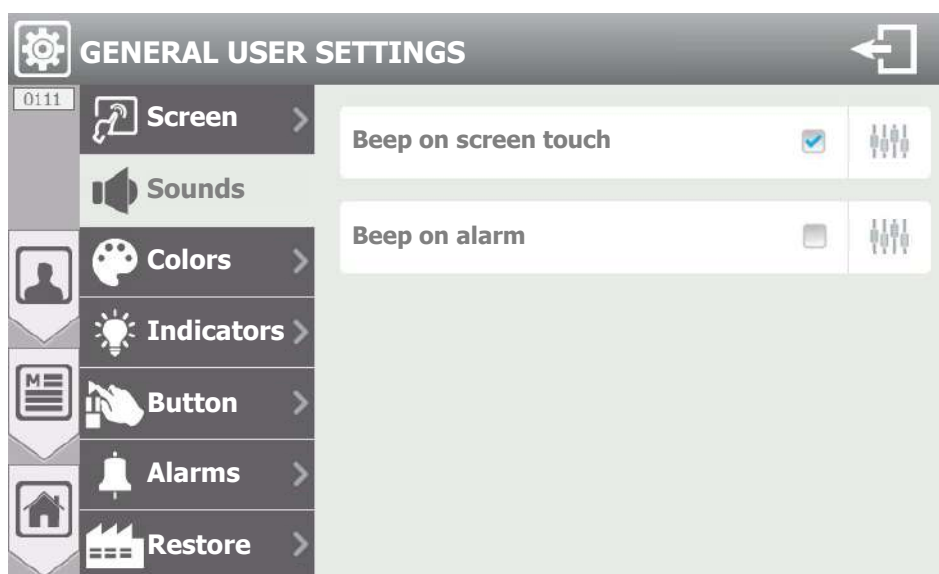 GENERAL USER SETTINGS
0111
Screen
Sounds
Colors
Indicators
Button
Alarms
Restore
Beep on screen touch
Beep on alarm
M